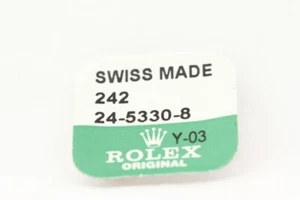 SWISS MADE
242
24-5330-8
Y-03
ROLEX
ORIGINAL